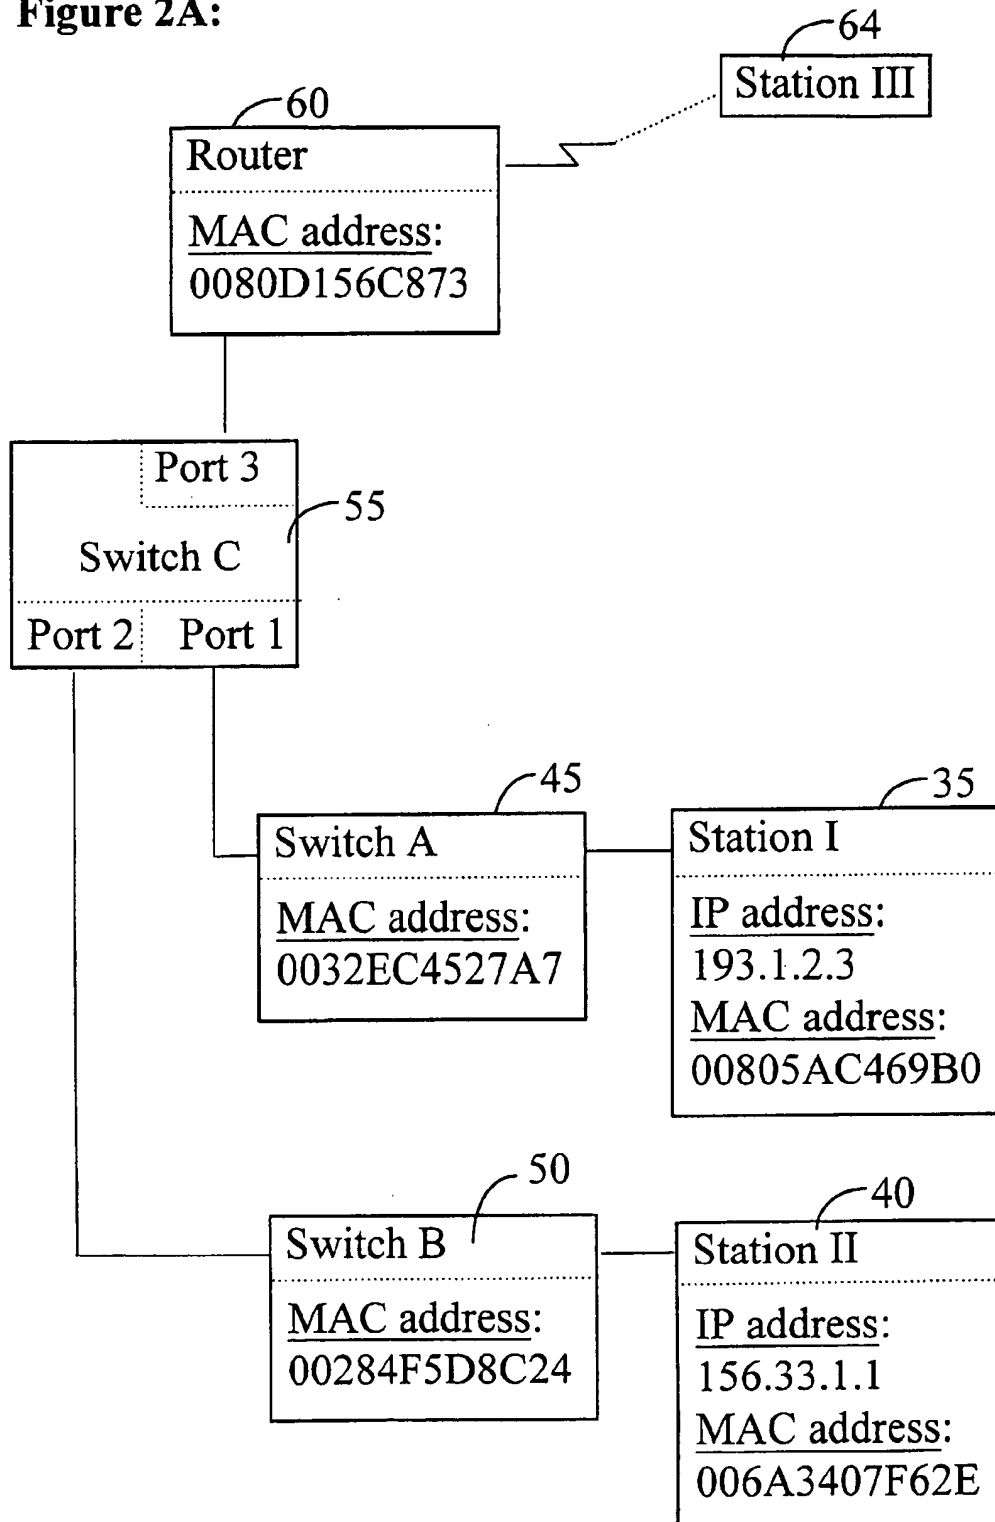 Figure 2A:
64
Station III
60
Router
MAC address:
0080D156C873
Port 3
55
Switch C
Port 2 Port 1
45
Switch A
MAC address:
0032EC4527A7
35
Station I
IP address:
193.1.2.3
MAC address:
00805AC469B0
50
Switch B
MAC address:
00284F5D8C24
40
Station II
IP address:
156.33.1.1
MAC address:
006A3407F62E